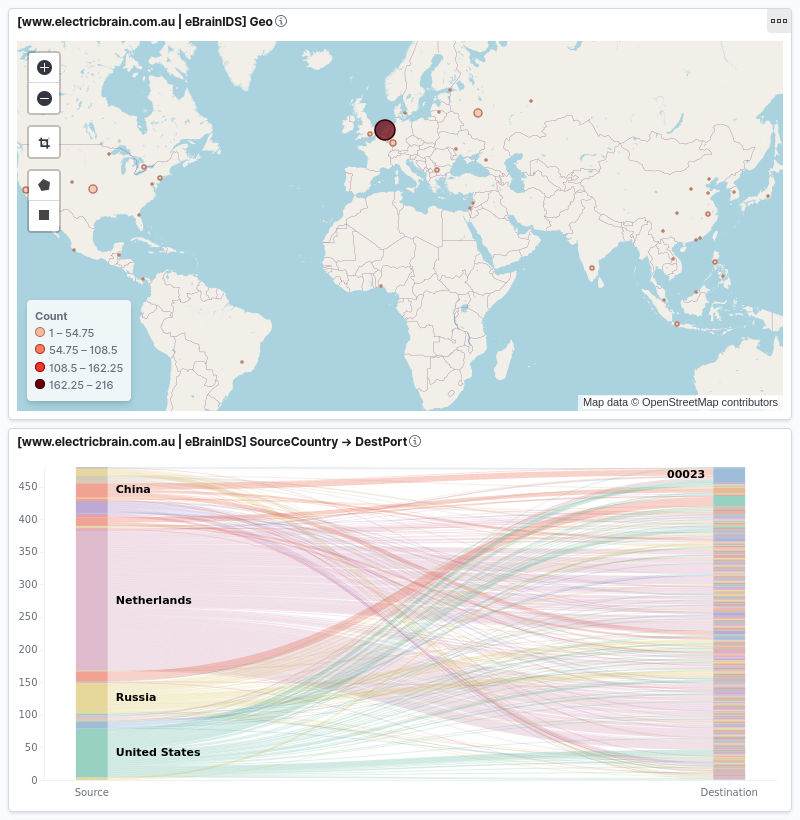 [www.electricbrain.com.au | eBrainIDS] Geo
Count
1 – 54.75
54.75 – 108.5
108.5 – 162.25
162.25 – 216
Map data © OpenStreetMap contributors
[www.electricbrain.com.au | eBrainIDS] SourceCountry → DestPort
00023
450
China
400
350
300
Netherlands
250
200
150
Russia
100
50
United States
0
Source
Destination